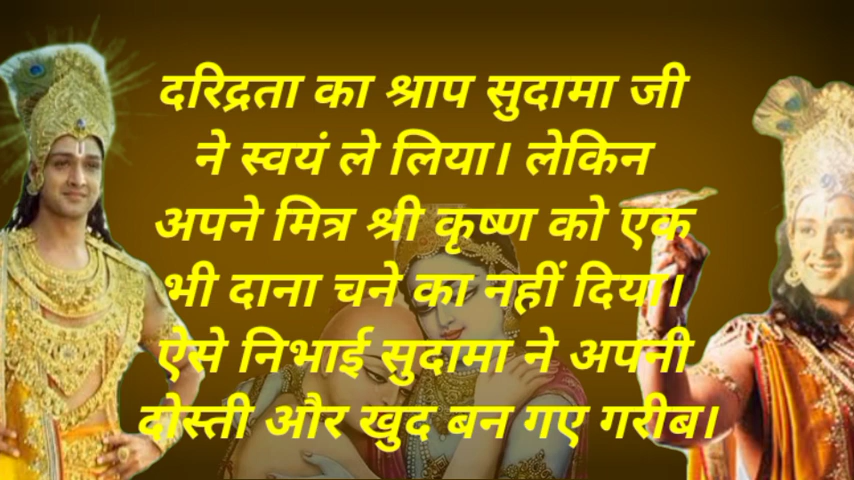 दरिद्रता का श्राप सुदामा जी
ने स्वयं ले लिया। लेकिन
अपने मित्र श्री कृष्ण को एक
भी दाना चने का नहीं दिया।
ऐसे निभाई सुदामा ने अपनी
दोस्ती और खुद बन गए गरीब।